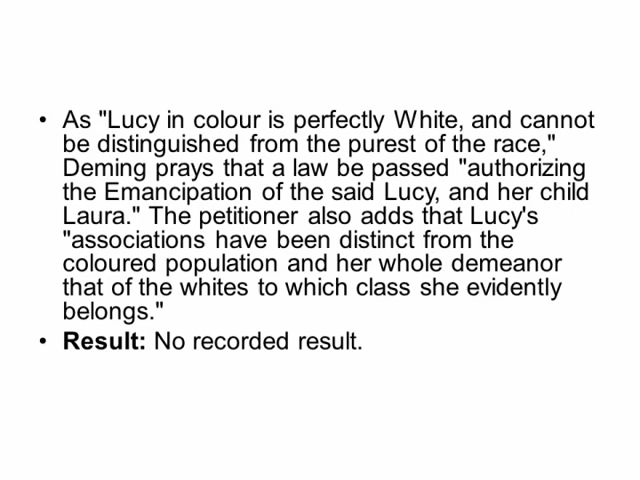 • As "Lucy in colour is perfectly White, and cannot
be distinguished from the purest of the race,"
Deming prays that a law be passed "authorizing
the Emancipation of the said Lucy, and her child
Laura." The petitioner also adds that Lucy's
"associations have been distinct from the
coloured population and her whole demeanor
that of the whites to which class she evidently
belongs."
• Result: No recorded result.